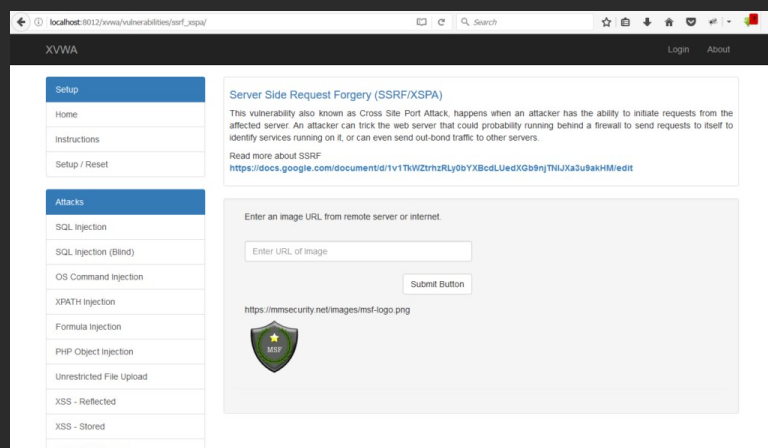 localhost:8012/xvwa/vulnerabilities/ssrf_xspa/
Search
XVWA
Login
About
Setup
Home
Instructions
Setup / Reset
Attacks
SQL Injection
SQL Injection (Blind)
OS Command Injection
XPATH Injection
Formula Injection
PHP Object Injection
Unrestricted File Upload
XSS - Reflected
XSS - Stored
Server Side Request Forgery (SSRF/XSPA)
This vulnerability also known as Cross Site Port Attack, happens when an attacker has the ability to initiate requests from the
affected server. An attacker can trick the web server that could probability running behind a firewall to send requests to itself to
identify services running on it, or can even send out-bond traffic to other servers.
Read more about SSRF
https://docs.google.com/document/d/1v1TkWZtrhzRLy0bYXBcdLUedXGb9njTNIJXa3u9akHM/edit
Enter an image URL from remote server or internet.
Enter URL of image
Submit Button
https://mmsecurity.net/images/msf-logo.png
MSF